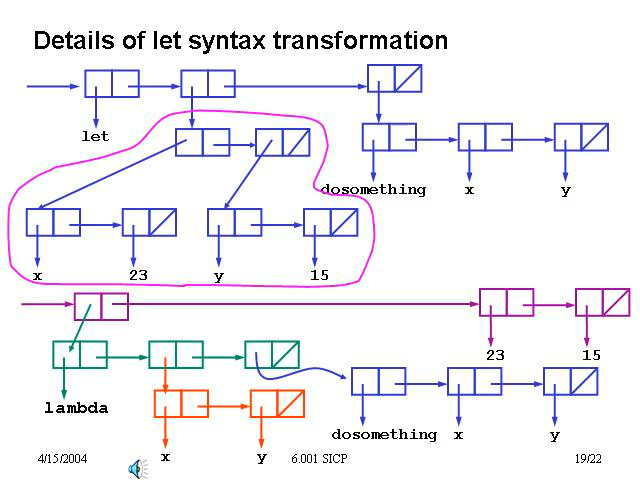 Details of let syntax transformation
let
dosomething x y
x 23 y 15
23 15
lambda
dosomething x y
x y
4/15/2004 6.001 SICP 19/22